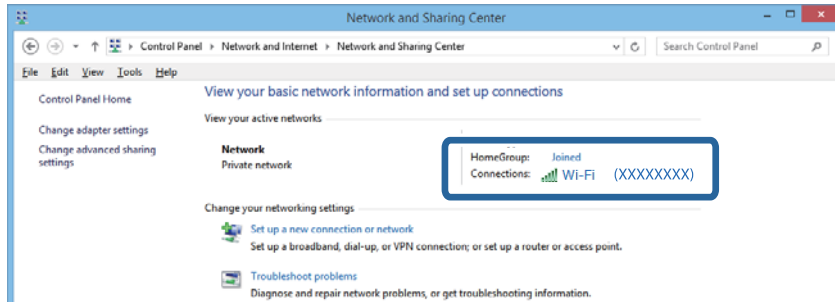 Network and Sharing Center
Control Panel ▸ Network and Internet ▸ Network and Sharing Center
Search Control Panel
File Edit View Tools Help
Control Panel Home
Change adapter settings
Change advanced sharing
settings
View your basic network information and set up connections
View your active networks
Network
Private network
HomeGroup: Joined
Connections: Wi-Fi (XXXXXXXX)
Change your networking settings
Set up a new connection or network
Set up a broadband, dial-up, or VPN connection; or set up a router or access point.
Troubleshoot problems
Diagnose and repair network problems, or get troubleshooting information.